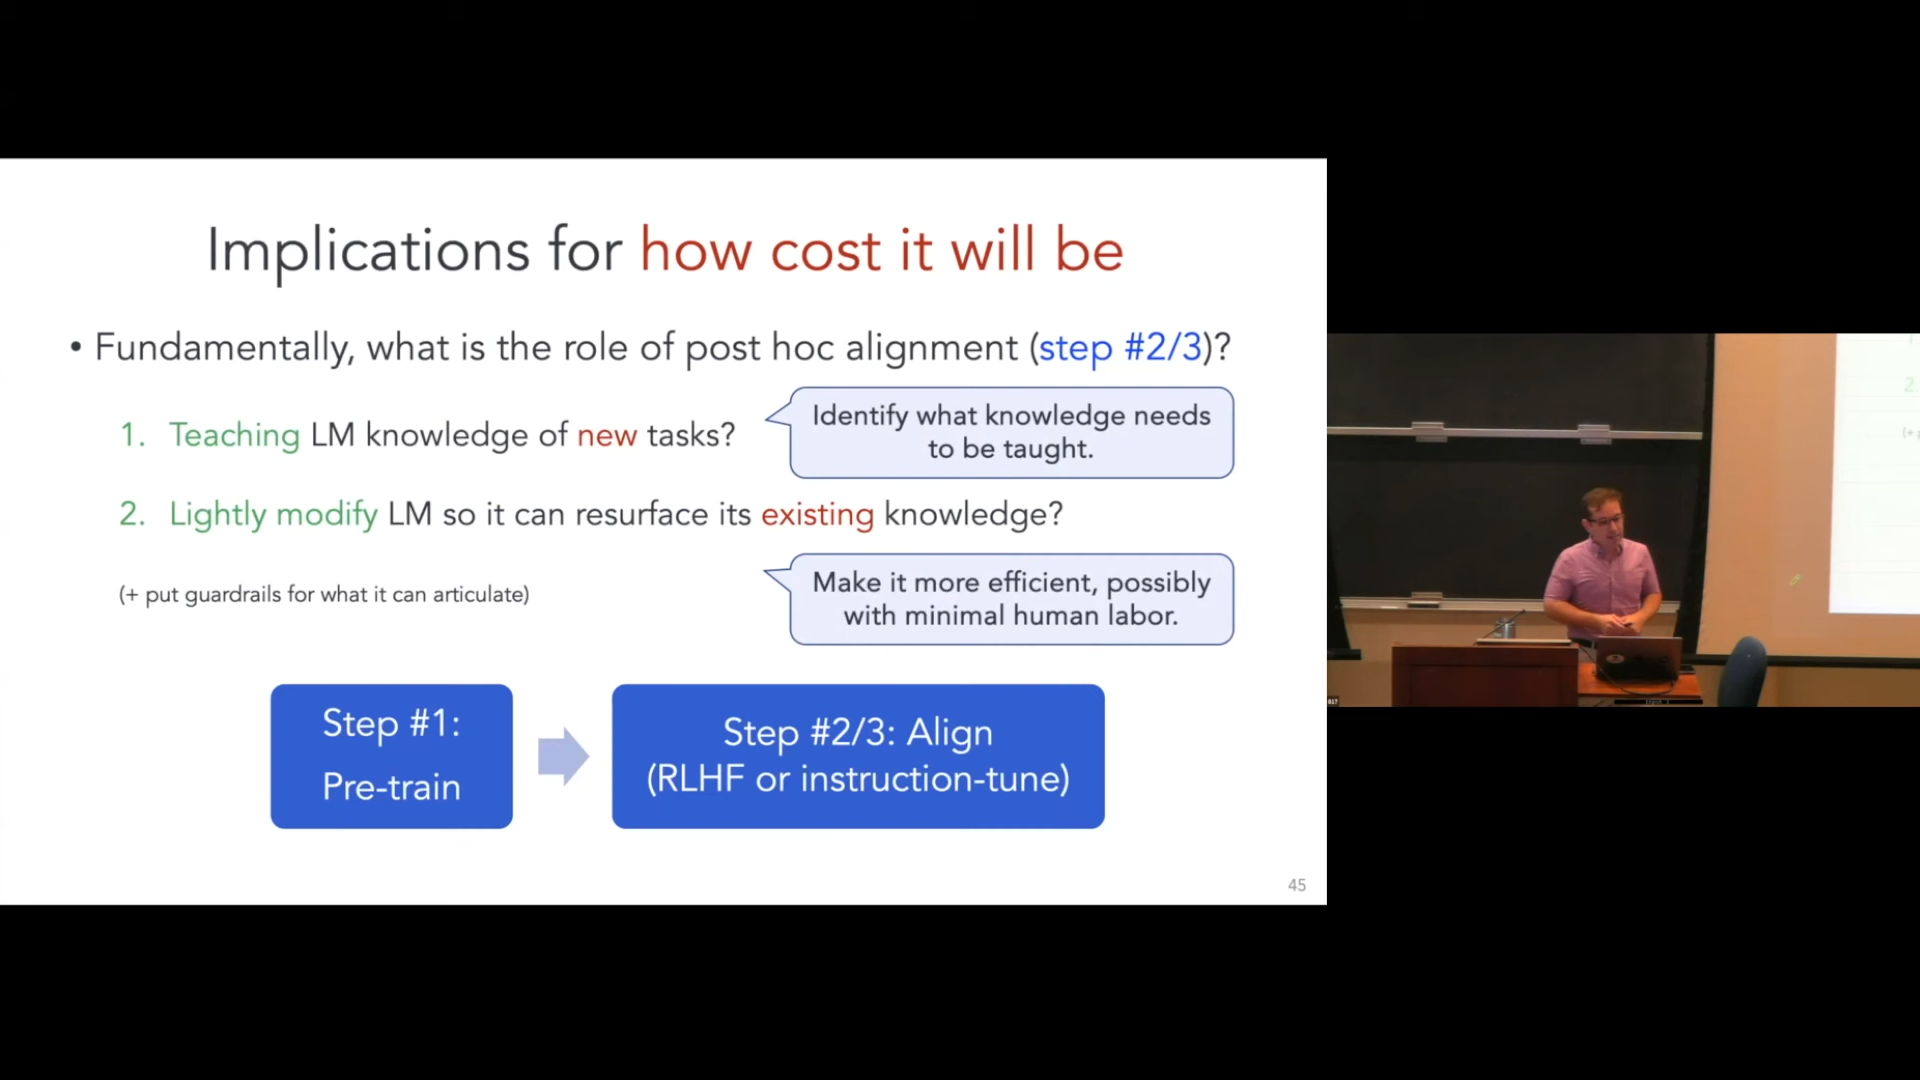 Implications for how cost it will be
• Fundamentally, what is the role of post hoc alignment (step #2/3)?
1. Teaching LM knowledge of new tasks?
Identify what knowledge needs
to be taught.
2. Lightly modify LM so it can resurface its existing knowledge?
Make it more efficient, possibly
with minimal human labor.
(+ put guardrails for what it can articulate)
Step #1:
Pre-train
Step #2/3: Align
(RLHF or instruction-tune)
45